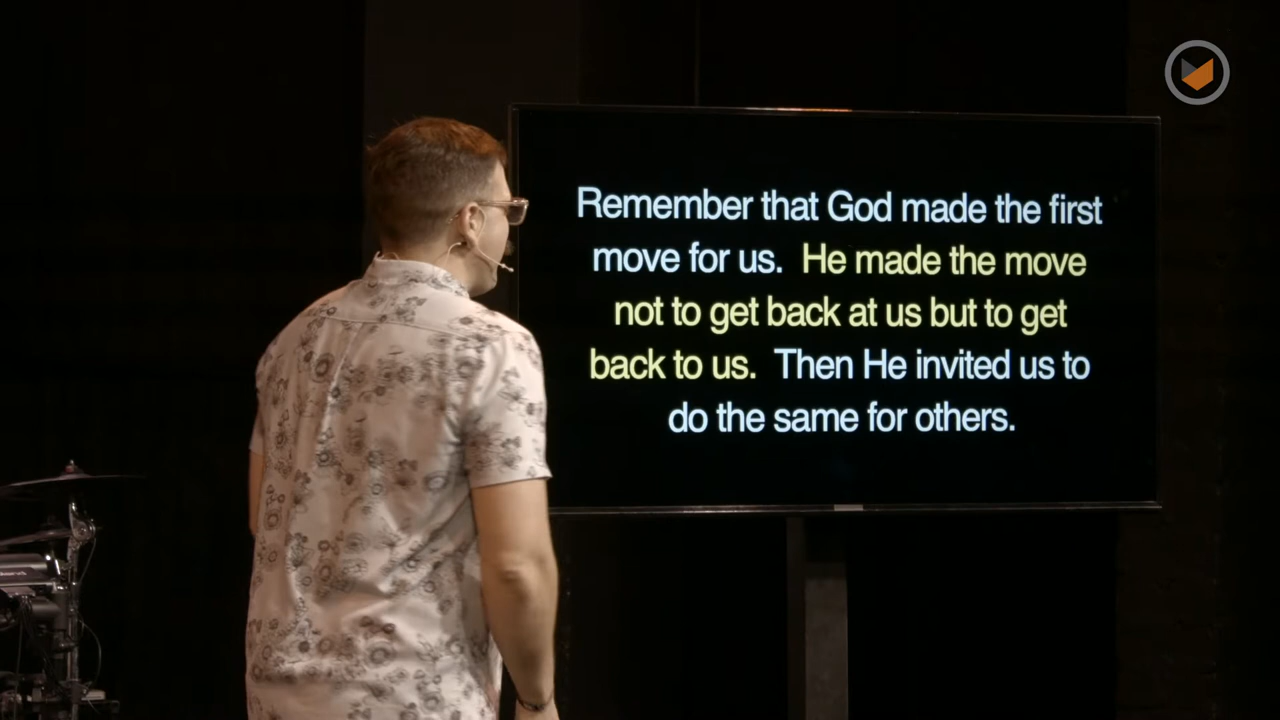 Remember that God made the first
move for us. He made the move
not to get back at us but to get
back to us. Then He invited us to
do the same for others.